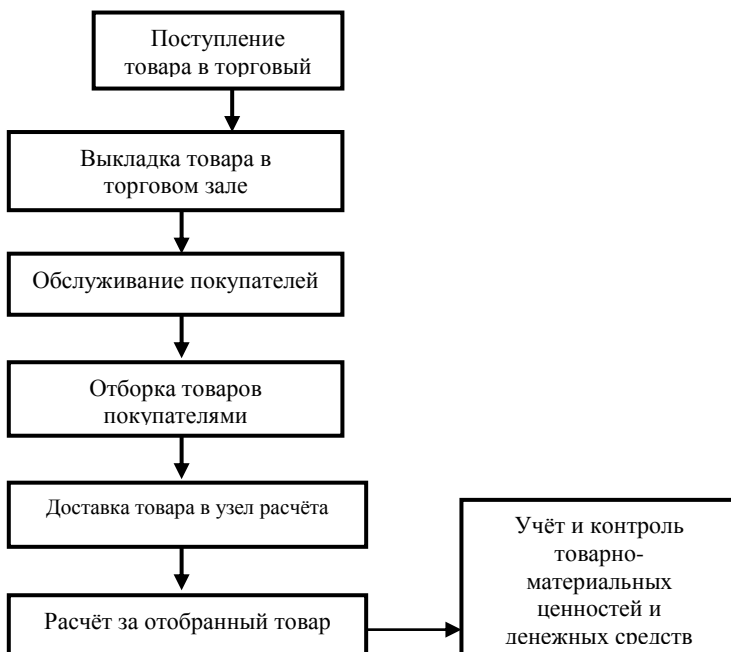 Поступление
товара в торговый
Выкладка товара в
торговом зале
Обслуживание покупателей
Отборка товаров
покупателями
Доставка товара в узел расчёта
Расчёт за отобранный товар
Учёт и контроль
товарно-
материальных
ценностей и
денежных средств